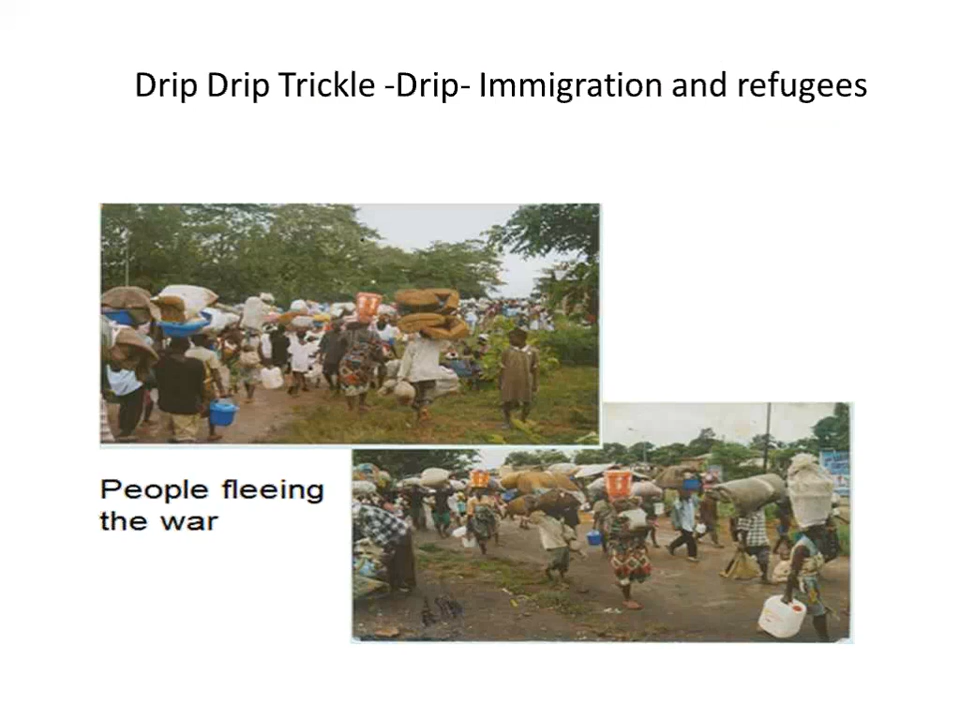 Drip Drip Trickle -Drip- Immigration and refugees
People fleeing
the war